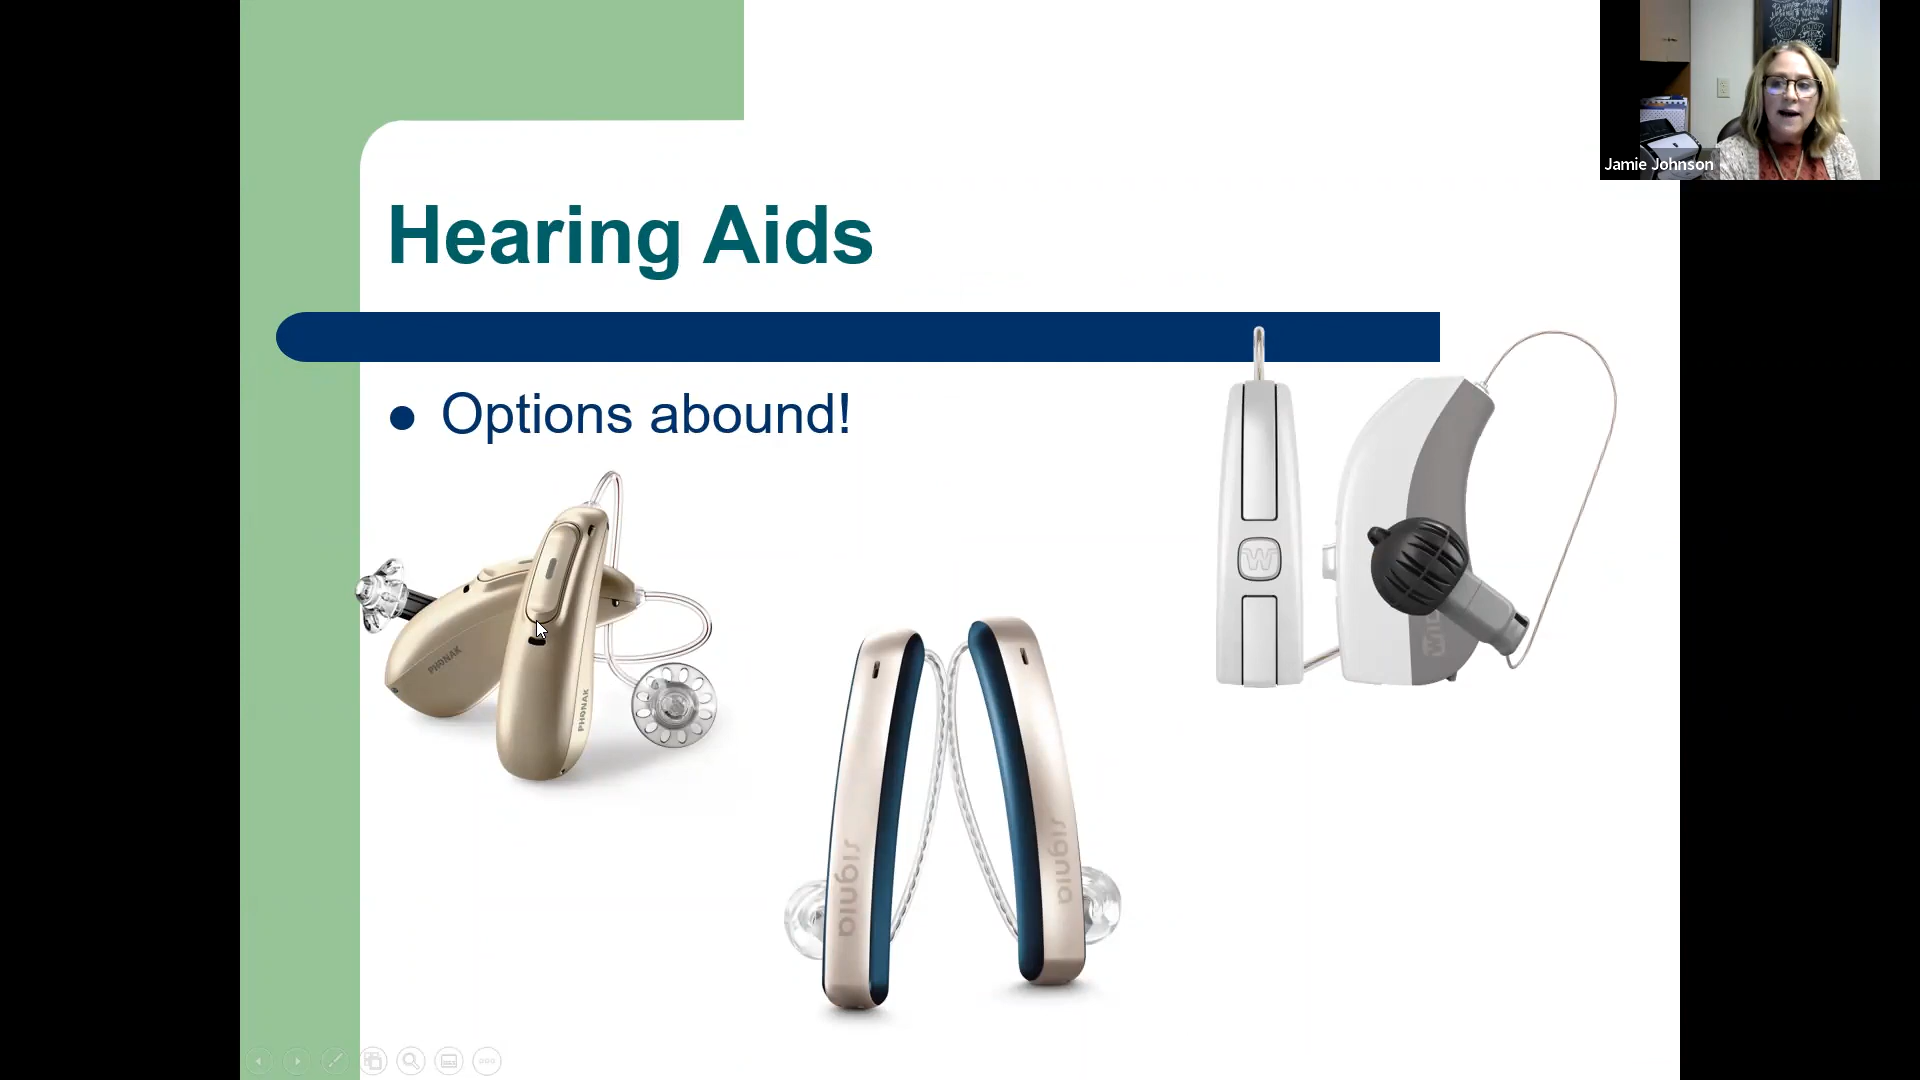 Jamie Johnson
Hearing Aids
● Options abound!
PHONAK
PHONAK
W
signia
signia